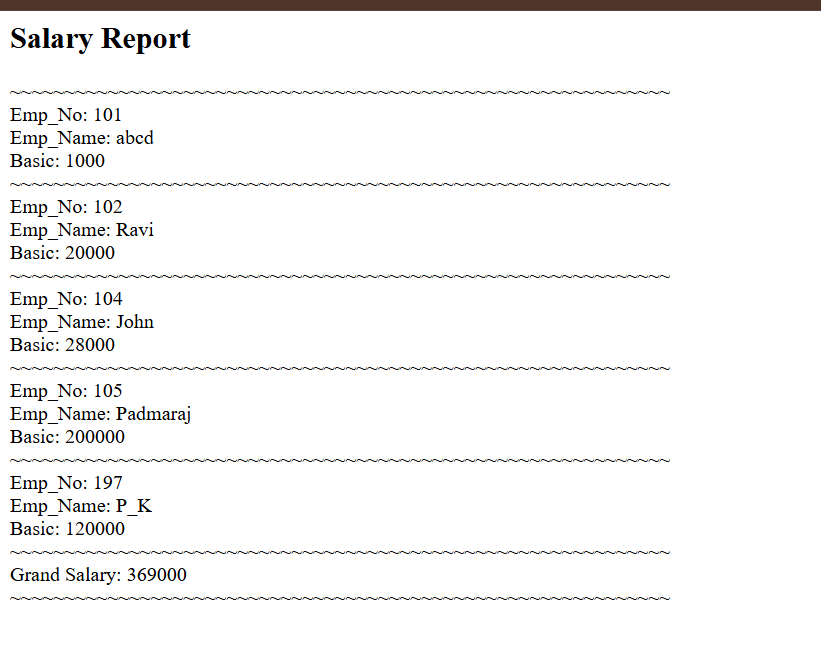 Salary Report
~~~~~~~~~~~~~~~~~~~~~~~~~~~~~~~~~~~~~~~~~~~~~~~~~~~~~~~~~~~~~
Emp_No: 101
Emp_Name: abcd
Basic: 1000
~~~~~~~~~~~~~~~~~~~~~~~~~~~~~~~~~~~~~~~~~~~~~~~~~~~~~~~~~~~~~
Emp_No: 102
Emp_Name: Ravi
Basic: 20000
~~~~~~~~~~~~~~~~~~~~~~~~~~~~~~~~~~~~~~~~~~~~~~~~~~~~~~~~~~~~~
Emp_No: 104
Emp_Name: John
Basic: 28000
~~~~~~~~~~~~~~~~~~~~~~~~~~~~~~~~~~~~~~~~~~~~~~~~~~~~~~~~~~~~~
Emp_No: 105
Emp_Name: Padmaraj
Basic: 200000
~~~~~~~~~~~~~~~~~~~~~~~~~~~~~~~~~~~~~~~~~~~~~~~~~~~~~~~~~~~~~
Emp_No: 197
Emp_Name: P_K
Basic: 120000
~~~~~~~~~~~~~~~~~~~~~~~~~~~~~~~~~~~~~~~~~~~~~~~~~~~~~~~~~~~~~
Grand Salary: 369000
~~~~~~~~~~~~~~~~~~~~~~~~~~~~~~~~~~~~~~~~~~~~~~~~~~~~~~~~~~~~~